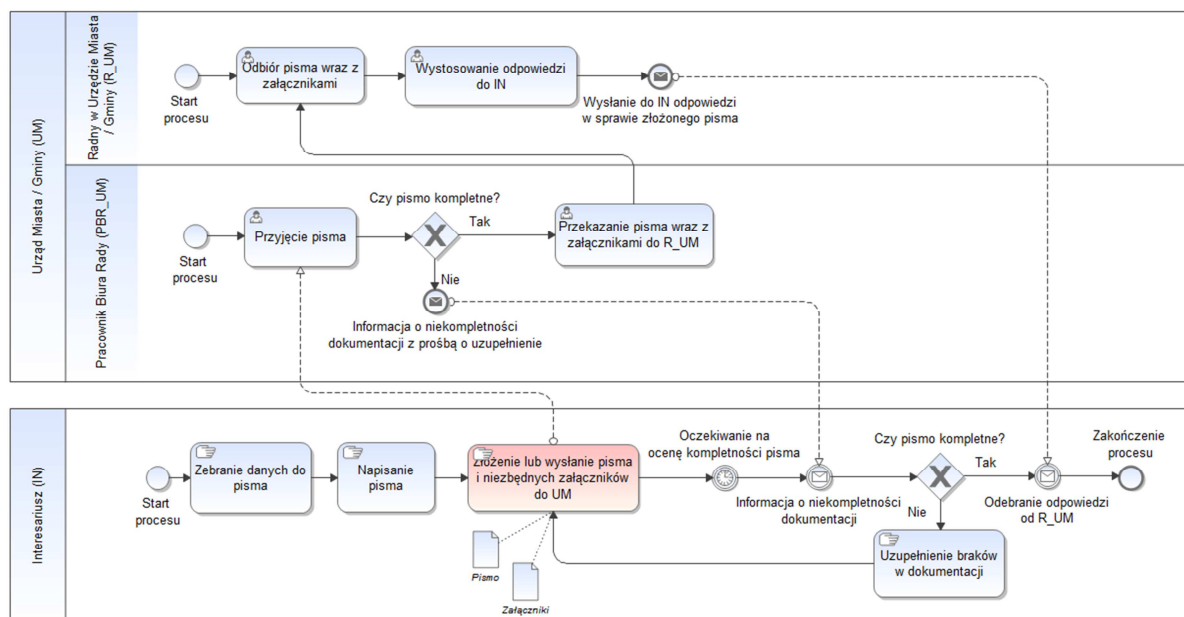 Urząd Miasta / Gminy (UM)
Radny w Urzędzie Miasta
/ Gminy (R_UM)
Start
procesu
Odbiór pisma wraz z
załącznikami
Wystosowanie odpowiedzi
do IN
Wysłanie do IN odpowiedzi
w sprawie złożonego pisma
Pracownik Biura Rady (PBR_UM)
Start
procesu
Przyjęcie pisma
Czy pismo kompletne?
Tak
Nie
Przekazanie pisma wraz z
załącznikami do R_UM
Informacja o niekompletności
dokumentacji z prośbą o uzupełnienie
Interesariusz (IN)
Start
procesu
Zebranie danych do
pisma
Napisanie
pisma
Złożenie lub wysłanie pisma
i niezbędnych załączników
do UM
Pismo
Załączniki
Oczekiwanie na
ocenę kompletności pisma
Informacja o niekompletności
dokumentacji
Czy pismo kompletne?
Tak
Nie
Uzupełnienie braków
w dokumentacji
Odebranie odpowiedzi
od R_UM
Zakończenie
procesu